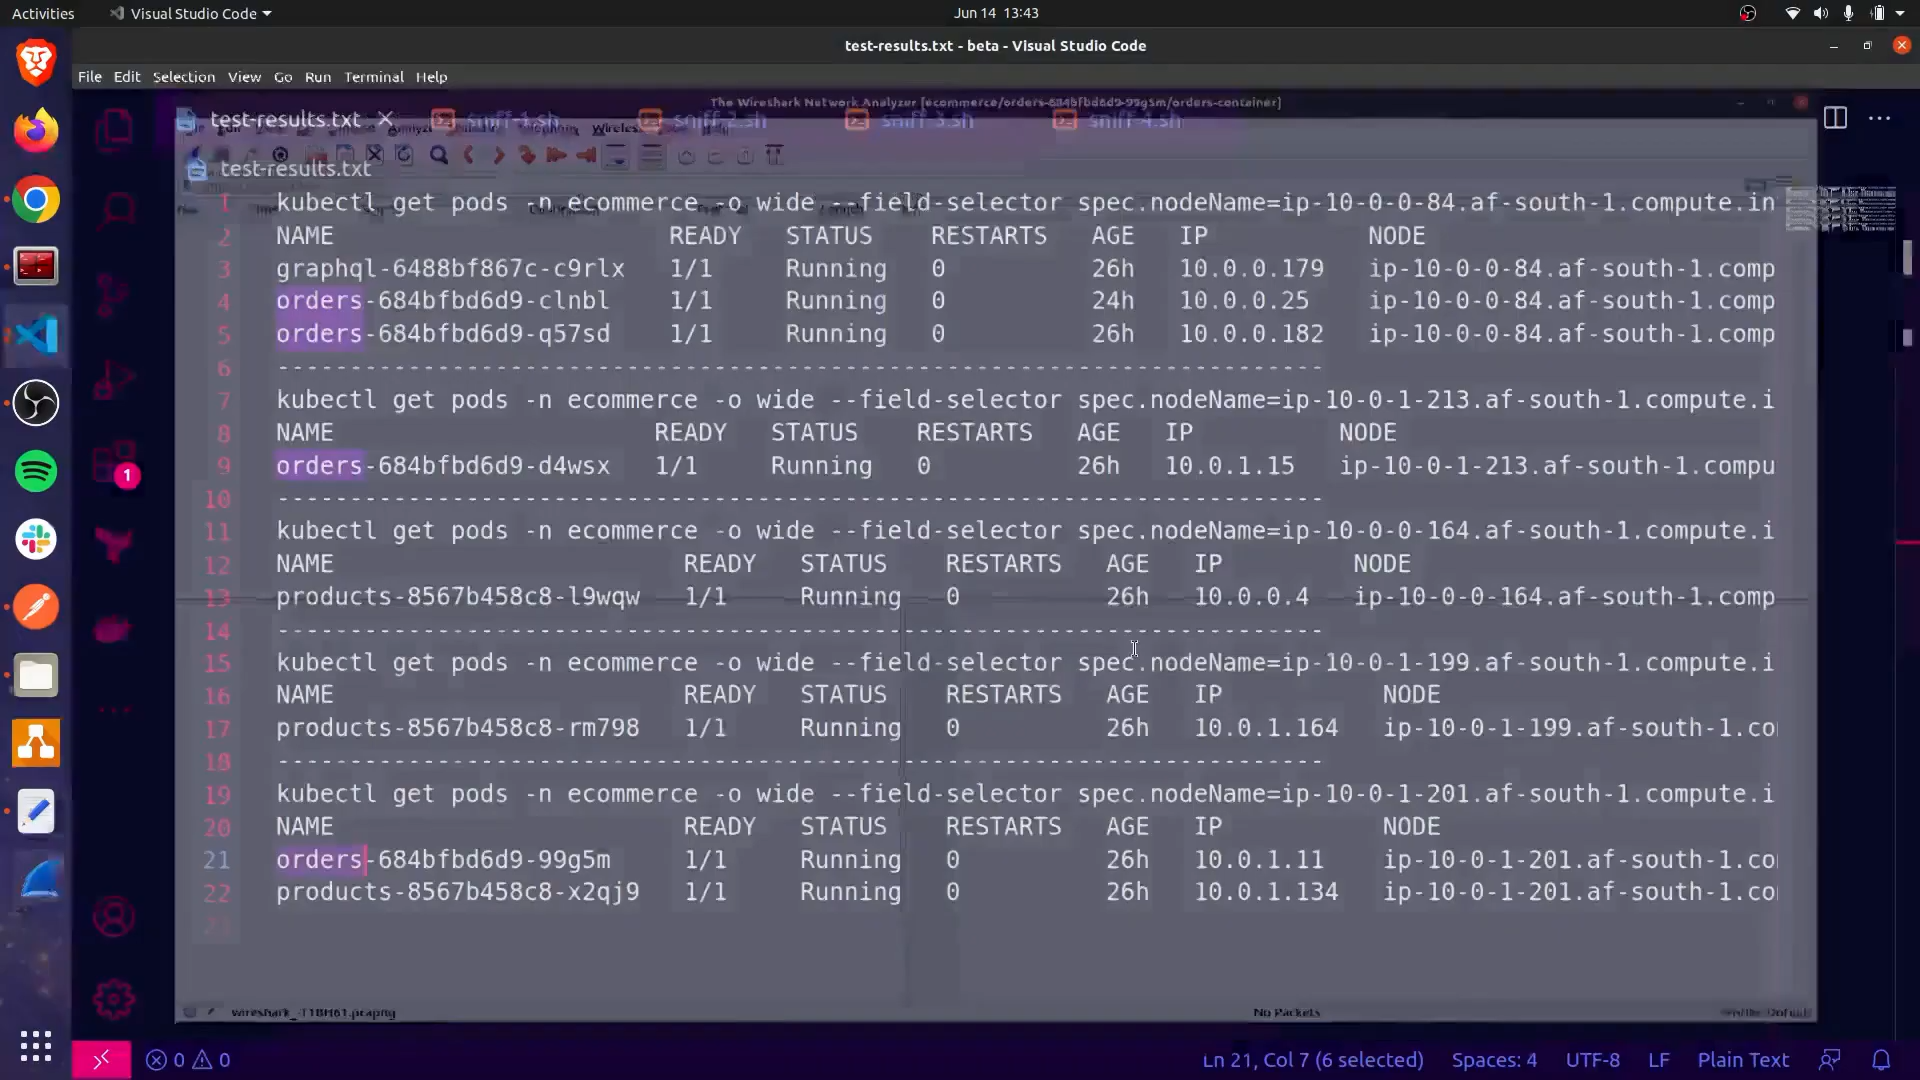 Activities Visual Studio Code Jun 14 13:43
test-results.txt - beta - Visual Studio Code
File Edit Selection View Go Run Terminal Help
The Wireshark Network Analyzer [ecommerce/orders-684bfbd6d9-99g5m/orders-container]
test-results.txt sniff-1.sh sniff-2.sh sniff-3.sh sniff-4.sh
test-results.txt
1 kubectl get pods -n ecommerce -o wide --field-selector spec.nodeName=ip-10-0-0-84.af-south-1.compute.in
2 NAME READY STATUS RESTARTS AGE IP NODE
3 graphql-6488bf867c-c9rlx 1/1 Running 0 26h 10.0.0.179 ip-10-0-0-84.af-south-1.comp
4 orders-684bfbd6d9-clnbl 1/1 Running 0 24h 10.0.0.25 ip-10-0-0-84.af-south-1.comp
5 orders-684bfbd6d9-q57sd 1/1 Running 0 26h 10.0.0.182 ip-10-0-0-84.af-south-1.comp
6 ------------------------------------------------------------------------
7 kubectl get pods -n ecommerce -o wide --field-selector spec.nodeName=ip-10-0-1-213.af-south-1.compute.i
8 NAME READY STATUS RESTARTS AGE IP NODE
9 orders-684bfbd6d9-d4wsx 1/1 Running 0 26h 10.0.1.15 ip-10-0-1-213.af-south-1.compu
10 ------------------------------------------------------------------------
11 kubectl get pods -n ecommerce -o wide --field-selector spec.nodeName=ip-10-0-0-164.af-south-1.compute.i
12 NAME READY STATUS RESTARTS AGE IP NODE
13 products-8567b458c8-l9wqw 1/1 Running 0 26h 10.0.0.4 ip-10-0-0-164.af-south-1.comp
14 ------------------------------------------------------------------------
15 kubectl get pods -n ecommerce -o wide --field-selector spec.nodeName=ip-10-0-1-199.af-south-1.compute.i
16 NAME READY STATUS RESTARTS AGE IP NODE
17 products-8567b458c8-rm798 1/1 Running 0 26h 10.0.1.164 ip-10-0-1-199.af-south-1.co
18 ------------------------------------------------------------------------
19 kubectl get pods -n ecommerce -o wide --field-selector spec.nodeName=ip-10-0-1-201.af-south-1.compute.i
20 NAME READY STATUS RESTARTS AGE IP NODE
21 orders-684bfbd6d9-99g5m 1/1 Running 0 26h 10.0.1.11 ip-10-0-1-201.af-south-1.co
22 products-8567b458c8-x2qj9 1/1 Running 0 26h 10.0.1.134 ip-10-0-1-201.af-south-1.co
23
No Packets
1
0 0 Ln 21, Col 7 (6 selected) Spaces: 4 UTF-8 LF Plain Text